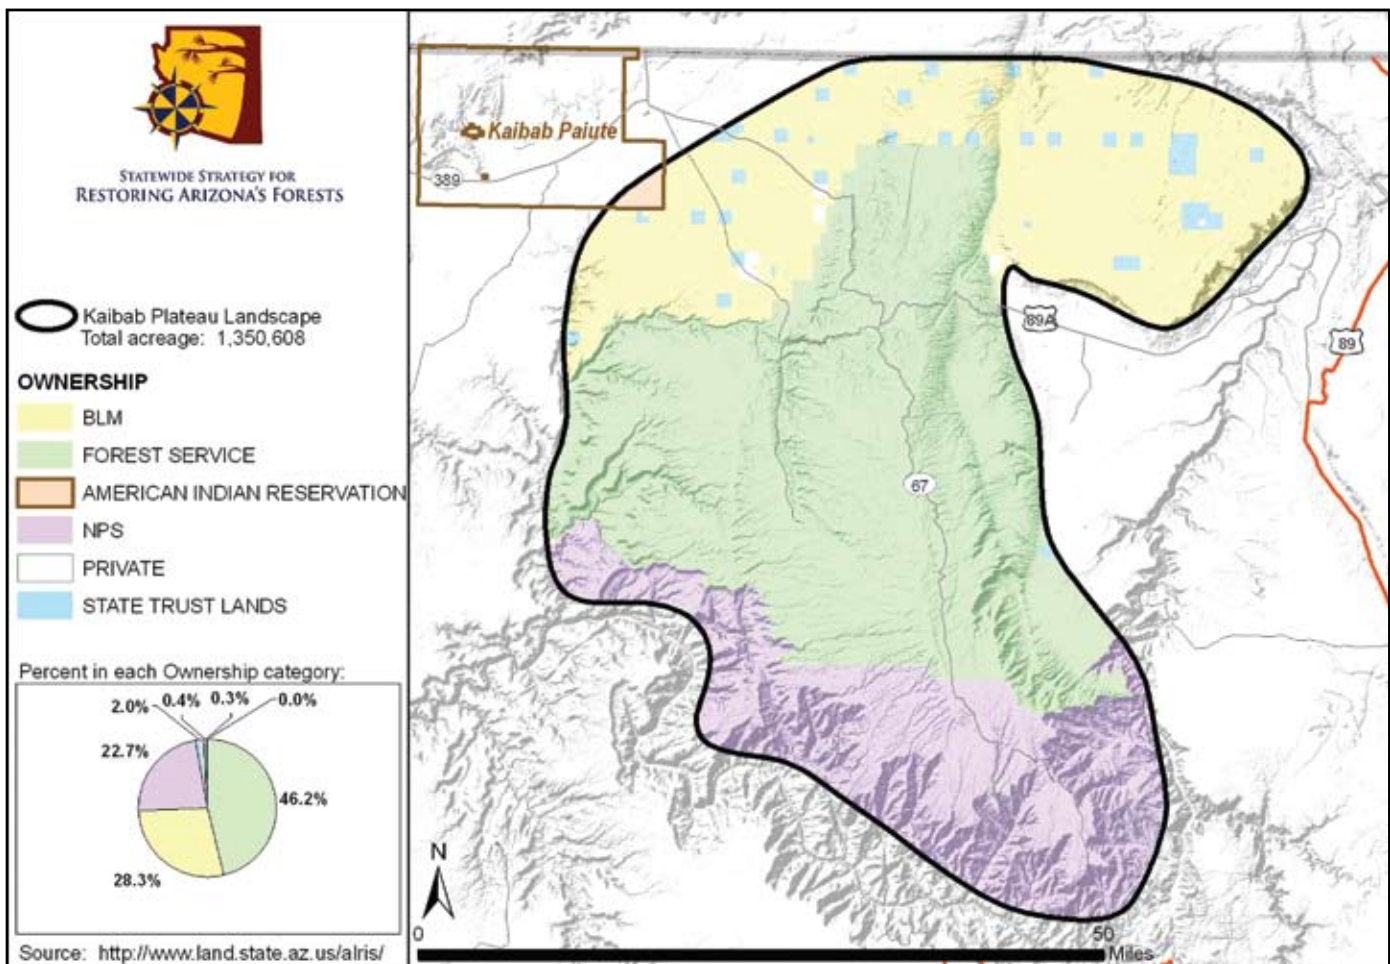 STATEWIDE STRATEGY FOR
RESTORING ARIZONA'S FORESTS
Kaibab Plateau Landscape
Total acreage: 1,350,608
OWNERSHIP
BLM
FOREST SERVICE
AMERICAN INDIAN RESERVATION
NPS
PRIVATE
STATE TRUST LANDS
Percent in each Ownership category:
2.0%
0.4%
0.3%
0.0%
22.7%
46.2%
28.3%
Source: http://www.land.state.az.us/alris/
Kaibab Paiute
389
89A
89
67
N
0
50
Miles